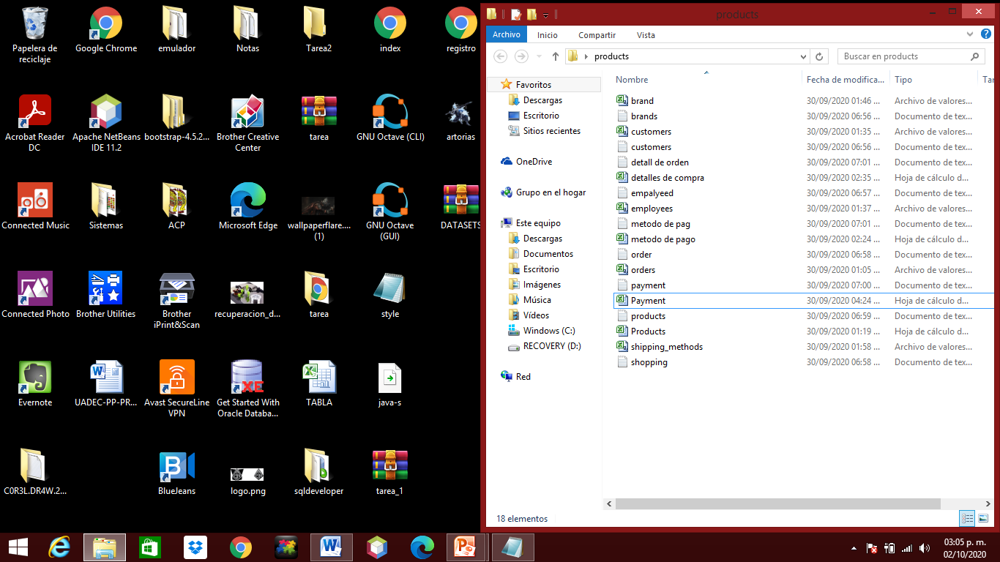 Papelera de
reciclaje
Google Chrome
emulador
Notas
Tarea2
index
registro
Acrobat Reader
DC
Apache NetBeans
IDE 11.2
bootstrap-4.5.2...
Brother Creative
Center
tarea
GNU Octave (CLI)
artorias
Connected Music
Sistemas
ACP
Microsoft Edge
wallpaperflare....
(1)
GNU Octave
(GUI)
DATASETS
Connected Photo
Brother Utilities
Brother
iPrint&Scan
recuperacion_d...
tarea
style
Evernote
UADEC-PP-PR...
Avast SecureLine
VPN
XE
Get Started With
Oracle Databa...
TABLA
java-s
C0R3L.DR4W.2...
BlueJeans
logo.png
sqldeveloper
tarea_1
products
Archivo
Inicio
Compartir
Vista
products
Buscar en products
Favoritos
Descargas
Escritorio
Sitios recientes
OneDrive
Grupo en el hogar
Este equipo
Descargas
Documentos
Escritorio
Imágenes
Música
Vídeos
Windows (C:)
RECOVERY (D:)
Red
Nombre Fecha de modifica... Tipo Tar
brand 30/09/2020 01:46 ... Archivo de valores...
brands 30/09/2020 06:56 ... Documento de tex...
customers 30/09/2020 01:35 ... Archivo de valores...
customers 30/09/2020 06:56 ... Documento de tex...
detall de orden 30/09/2020 07:01 ... Documento de tex...
detalles de compra 30/09/2020 02:35 ... Hoja de cálculo d...
empalyeed 30/09/2020 06:57 ... Documento de tex...
employees 30/09/2020 01:37 ... Archivo de valores...
metodo de pag 30/09/2020 07:01 ... Documento de tex...
metodo de pago 30/09/2020 02:24 ... Hoja de cálculo d...
order 30/09/2020 06:58 ... Documento de tex...
orders 30/09/2020 01:05 ... Archivo de valores...
payment 30/09/2020 07:00 ... Documento de tex...
Payment 30/09/2020 04:24 ... Hoja de cálculo d...
products 30/09/2020 06:59 ... Documento de tex...
Products 30/09/2020 01:19 ... Hoja de cálculo d...
shipping_methods 30/09/2020 01:58 ... Archivo de valores...
shopping 30/09/2020 06:58 ... Documento de tex...
18 elementos
03:05 p. m.
02/10/2020